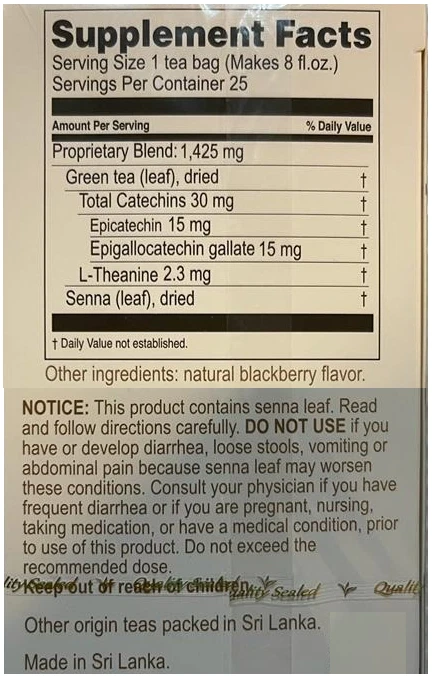 Supplement Facts
Serving Size 1 tea bag (Makes 8 fl.oz.)
Servings Per Container 25
Amount Per Serving % Daily Value
Proprietary Blend: 1,425 mg
Green tea (leaf), dried †
Total Catechins 30 mg †
Epicatechin 15 mg †
Epigallocatechin gallate 15 mg †
L-Theanine 2.3 mg †
Senna (leaf), dried †
† Daily Value not established.
Other ingredients: natural blackberry flavor.
NOTICE: This product contains senna leaf. Read
and follow directions carefully. DO NOT USE if you
have or develop diarrhea, loose stools, vomiting or
abdominal pain because senna leaf may worsen
these conditions. Consult your physician if you have
frequent diarrhea or if you are pregnant, nursing,
taking medication, or have a medical condition, prior
to use of this product. Do not exceed the
recommended dose.
Keep out of reach of children.
Quality Sealed Quality Sealed Qualit
Other origin teas packed in Sri Lanka.
Made in Sri Lanka.